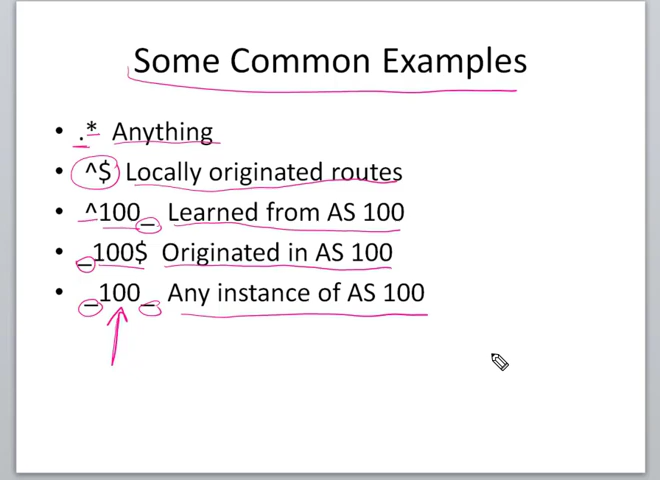 Some Common Examples
• .* Anything
• ^$ Locally originated routes
• ^100_ Learned from AS 100
• _100$ Originated in AS 100
• _100_ Any instance of AS 100